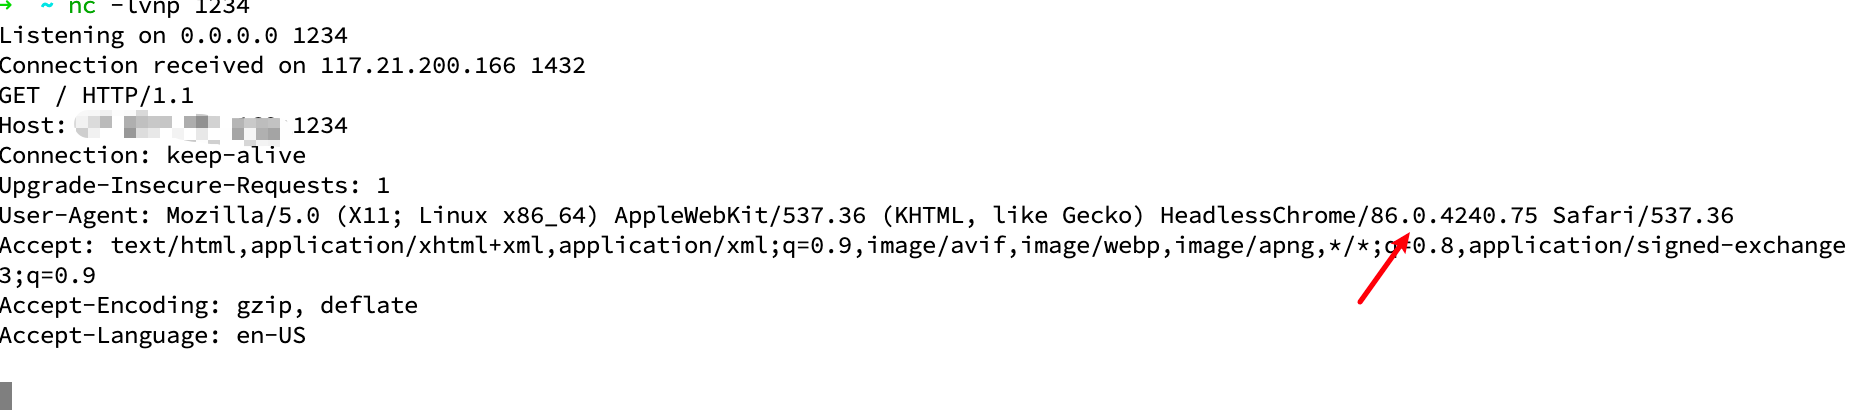 → ~ nc -lvnp 1234
Listening on 0.0.0.0 1234
Connection received on 117.21.200.166 1432
GET / HTTP/1.1
Host: 1234
Connection: keep-alive
Upgrade-Insecure-Requests: 1
User-Agent: Mozilla/5.0 (X11; Linux x86_64) AppleWebKit/537.36 (KHTML, like Gecko) HeadlessChrome/86.0.4240.75 Safari/537.36
Accept: text/html,application/xhtml+xml,application/xml;q=0.9,image/avif,image/webp,image/apng,*/*;q=0.8,application/signed-exchange
3;q=0.9
Accept-Encoding: gzip, deflate
Accept-Language: en-US